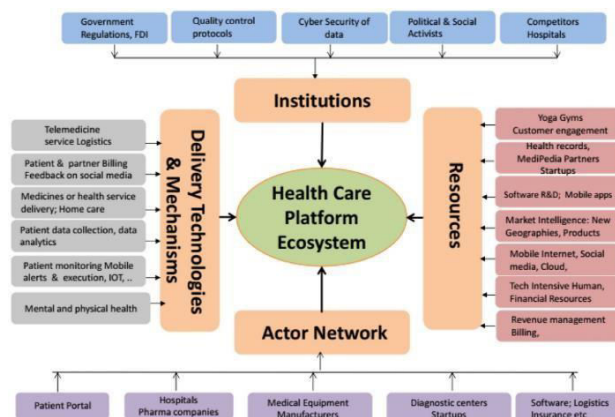 Government
Regulations, FDI
Quality control
protocols
Cyber Security of
data
Political & Social
Activists
Competitors
Hospitals
Institutions
Telemedicine
service Logistics
Patient & partner Billing
Feedback on social media
Medicines or health service
delivery; Home care
Patient data collection, data
analytics
Patient monitoring Mobile
alerts & execution, IOT, ..
Mental and physical health
Delivery Technologies
& Mechanisms
Health Care
Platform
Ecosystem
Resources
Yoga Gyms
Customer engagement
Health records,
MediPedia Partners
Startups
Software R&D; Mobile apps
Market Intelligence: New
Geographies, Products
Mobile Internet, Social
media, Cloud,
Tech Intensive Human,
Financial Resources
Revenue management
Billing,
Actor Network
Patient Portal
Hospitals
Pharma companies
Medical Equipment
Manufacturers
Diagnostic centers
Startups
Software; Logistics
Insurance etc